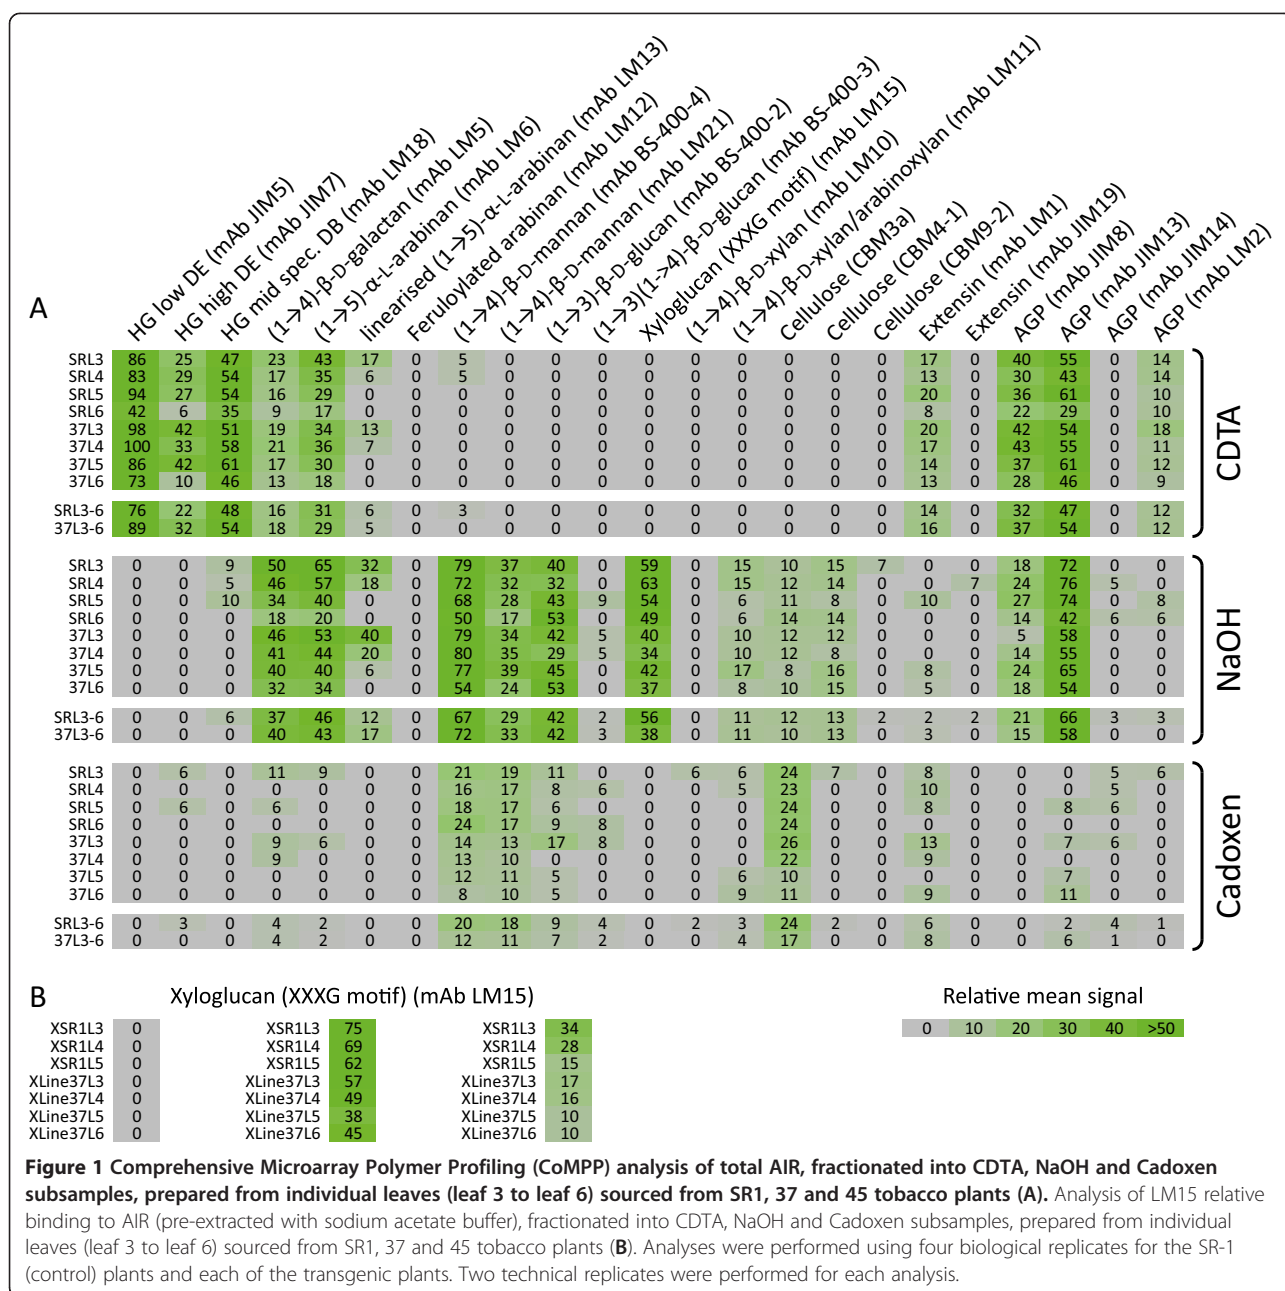 A
HG low DE (mAb JIM5)
HG high DE (mAb JIM7)
HG mid spec. DB (mAb LM18)
(1→4)-β-D-galactan (mAb LM5)
(1→5)-α-L-arabinan (mAb LM6)
linearised (1→5)-α-L-arabinan (mAb LM13)
Feruloylated arabinan (mAb LM12)
(1→4)-β-D-mannan (mAb BS-400-4)
(1→4)-β-D-mannan (mAb LM21)
(1→3)-β-D-glucan (mAb BS-400-2)
(1→3)(1→4)-β-D-glucan (mAb BS-400-3)
Xyloglucan (XXXG motif) (mAb LM15)
(1→4)-β-D-xylan (mAb LM10)
(1→4)-β-D-xylan/arabinoxylan (mAb LM11)
Cellulose (CBM3a)
Cellulose (CBM4-1)
Cellulose (CBM9-2)
Extensin (mAb LM1)
Extensin (mAb JIM19)
AGP (mAb JIM8)
AGP (mAb JIM13)
AGP (mAb JIM14)
AGP (mAb LM2)
SRL3 86 25 47 23 43 17 0 5 0 0 0 0 0 0 0 0 0 17 0 40 55 0 14
SRL4 83 29 54 17 35 6 0 5 0 0 0 0 0 0 0 0 0 13 0 30 43 0 14
SRL5 94 27 54 16 29 0 0 0 0 0 0 0 0 0 0 0 0 20 0 36 61 0 10
SRL6 42 6 35 9 17 0 0 0 0 0 0 0 0 0 0 0 0 8 0 22 29 0 10
37L3 98 42 51 19 34 13 0 0 0 0 0 0 0 0 0 0 0 20 0 42 54 0 18
37L4 100 33 58 21 36 7 0 0 0 0 0 0 0 0 0 0 0 17 0 43 55 0 11
37L5 86 42 61 17 30 0 0 0 0 0 0 0 0 0 0 0 0 14 0 37 61 0 12
37L6 73 10 46 13 18 0 0 0 0 0 0 0 0 0 0 0 0 13 0 28 46 0 9
SRL3-6 76 22 48 16 31 6 0 3 0 0 0 0 0 0 0 0 0 14 0 32 47 0 12
37L3-6 89 32 54 18 29 5 0 0 0 0 0 0 0 0 0 0 0 16 0 37 54 0 12
CDTA
SRL3 0 0 9 50 65 32 0 79 37 40 0 59 0 15 10 15 7 0 0 18 72 0 0
SRL4 0 0 5 46 57 18 0 72 32 32 0 63 0 15 12 14 0 0 7 24 76 5 0
SRL5 0 0 10 34 40 0 0 68 28 43 9 54 0 6 11 8 0 10 0 27 74 0 8
SRL6 0 0 0 18 20 0 0 50 17 53 0 49 0 6 14 14 0 0 0 14 42 6 6
37L3 0 0 0 46 53 40 0 79 34 42 5 40 0 10 12 12 0 0 0 5 58 0 0
37L4 0 0 0 41 44 20 0 80 35 29 5 34 0 10 12 8 0 0 0 14 55 0 0
37L5 0 0 0 40 40 6 0 77 39 45 0 42 0 17 8 16 0 8 0 24 65 0 0
37L6 0 0 0 32 34 0 0 54 24 53 0 37 0 8 10 15 0 5 0 18 54 0 0
SRL3-6 0 0 6 37 46 12 0 67 29 42 2 56 0 11 12 13 2 2 2 21 66 3 3
37L3-6 0 0 0 40 43 17 0 72 33 42 3 38 0 11 10 13 0 3 0 15 58 0 0
NaOH
SRL3 0 6 0 11 9 0 0 21 19 11 0 0 6 6 24 7 0 8 0 0 0 5 6
SRL4 0 0 0 0 0 0 0 16 17 8 6 0 0 5 23 0 0 10 0 0 0 5 0
SRL5 0 6 0 6 0 0 0 18 17 6 0 0 0 0 24 0 0 8 0 0 8 6 0
SRL6 0 0 0 0 0 0 0 24 17 9 8 0 0 0 24 0 0 0 0 0 0 0 0
37L3 0 0 0 9 6 0 0 14 13 17 8 0 0 0 26 0 0 13 0 0 7 6 0
37L4 0 0 0 9 0 0 0 13 10 0 0 0 0 0 22 0 0 9 0 0 0 0 0
37L5 0 0 0 0 0 0 0 12 11 5 0 0 0 6 10 0 0 0 0 0 7 0 0
37L6 0 0 0 0 0 0 0 8 10 5 0 0 0 9 11 0 0 9 0 0 11 0 0
SRL3-6 0 3 0 4 2 0 0 20 18 9 4 0 2 3 24 2 0 6 0 0 2 4 1
37L3-6 0 0 0 4 2 0 0 12 11 7 2 0 0 4 17 0 0 8 0 0 6 1 0
Cadoxen
B
Xyloglucan (XXXG motif) (mAb LM15)
XSR1L3 0 XSR1L3 75 XSR1L3 34
XSR1L4 0 XSR1L4 69 XSR1L4 28
XSR1L5 0 XSR1L5 62 XSR1L5 15
XLine37L3 0 XLine37L3 57 XLine37L3 17
XLine37L4 0 XLine37L4 49 XLine37L4 16
XLine37L5 0 XLine37L5 38 XLine37L5 10
XLine37L6 0 XLine37L6 45 XLine37L6 10
Relative mean signal
0 10 20 30 40 >50
Figure 1 Comprehensive Microarray Polymer Profiling (CoMPP) analysis of total AIR, fractionated into CDTA, NaOH and Cadoxen
subsamples, prepared from individual leaves (leaf 3 to leaf 6) sourced from SR1, 37 and 45 tobacco plants (A). Analysis of LM15 relative
binding to AIR (pre-extracted with sodium acetate buffer), fractionated into CDTA, NaOH and Cadoxen subsamples, prepared from individual
leaves (leaf 3 to leaf 6) sourced from SR1, 37 and 45 tobacco plants (B). Analyses were performed using four biological replicates for the SR-1
(control) plants and each of the transgenic plants. Two technical replicates were performed for each analysis.